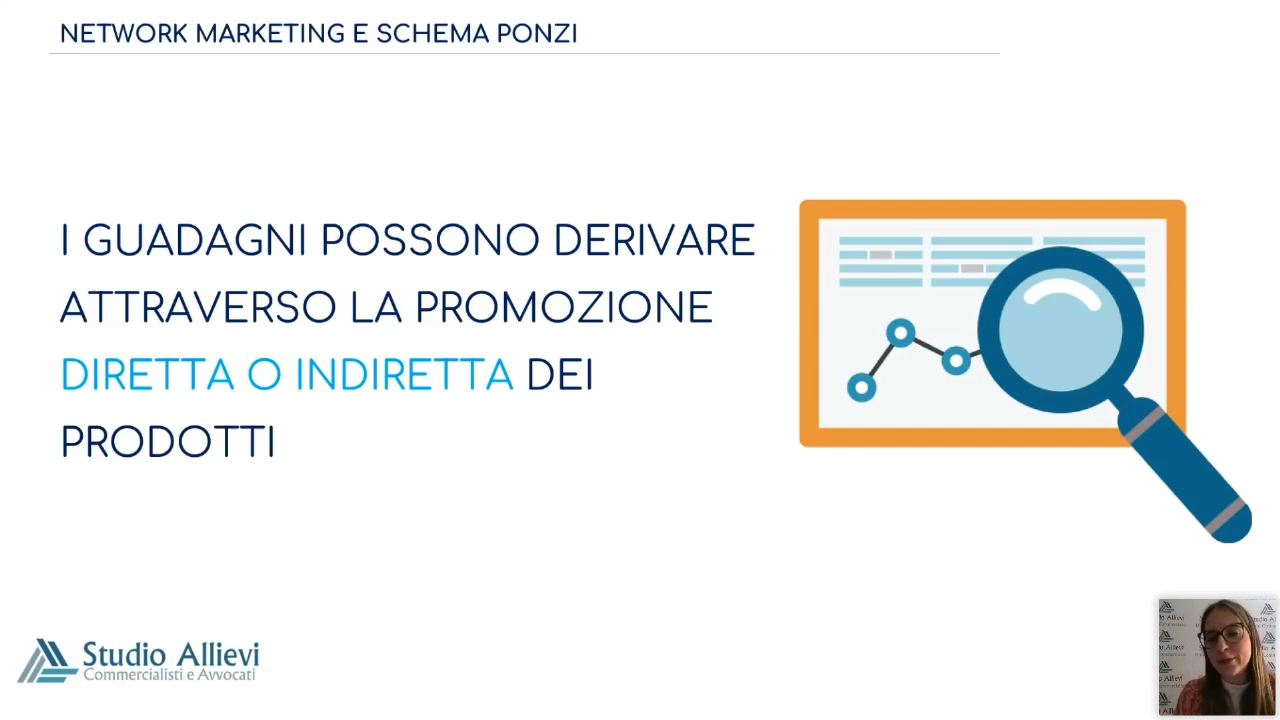 NETWORK MARKETING E SCHEMA PONZI
I GUADAGNI POSSONO DERIVARE
ATTRAVERSO LA PROMOZIONE
DIRETTA O INDIRETTA DEI
PRODOTTI
Studio Allievi
Commercialisti e Avvocati